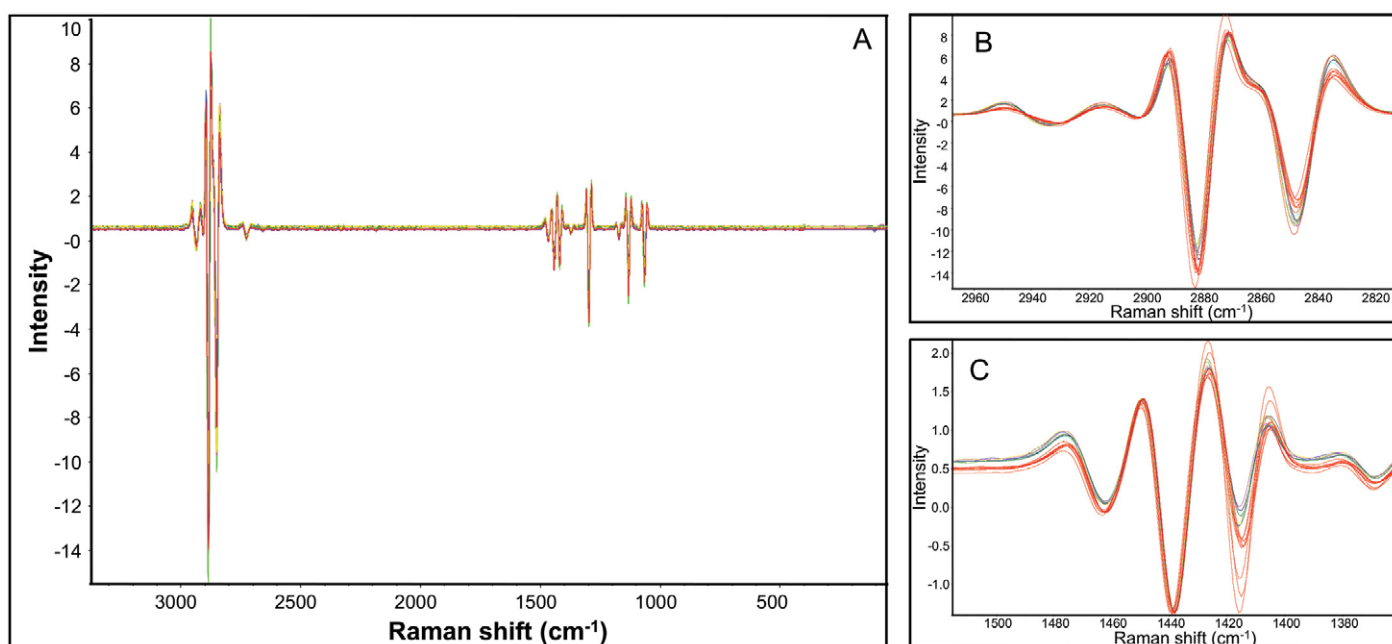 A
10
8
6
4
2
-0
-2
-4
-6
-8
-10
-12
-14
Intensity
3000 2500 2000 1500 1000 500
Raman shift (cm-1)
B
8
6
4
2
-0
-2
-4
-6
-8
-10
-12
-14
Intensity
2960 2940 2920 2900 2880 2860 2840 2820
Raman shift (cm-1)
C
2.0
1.5
1.0
0.5
0.0
-0.5
-1.0
Intensity
1500 1480 1460 1440 1420 1400 1380
Raman shift (cm-1)